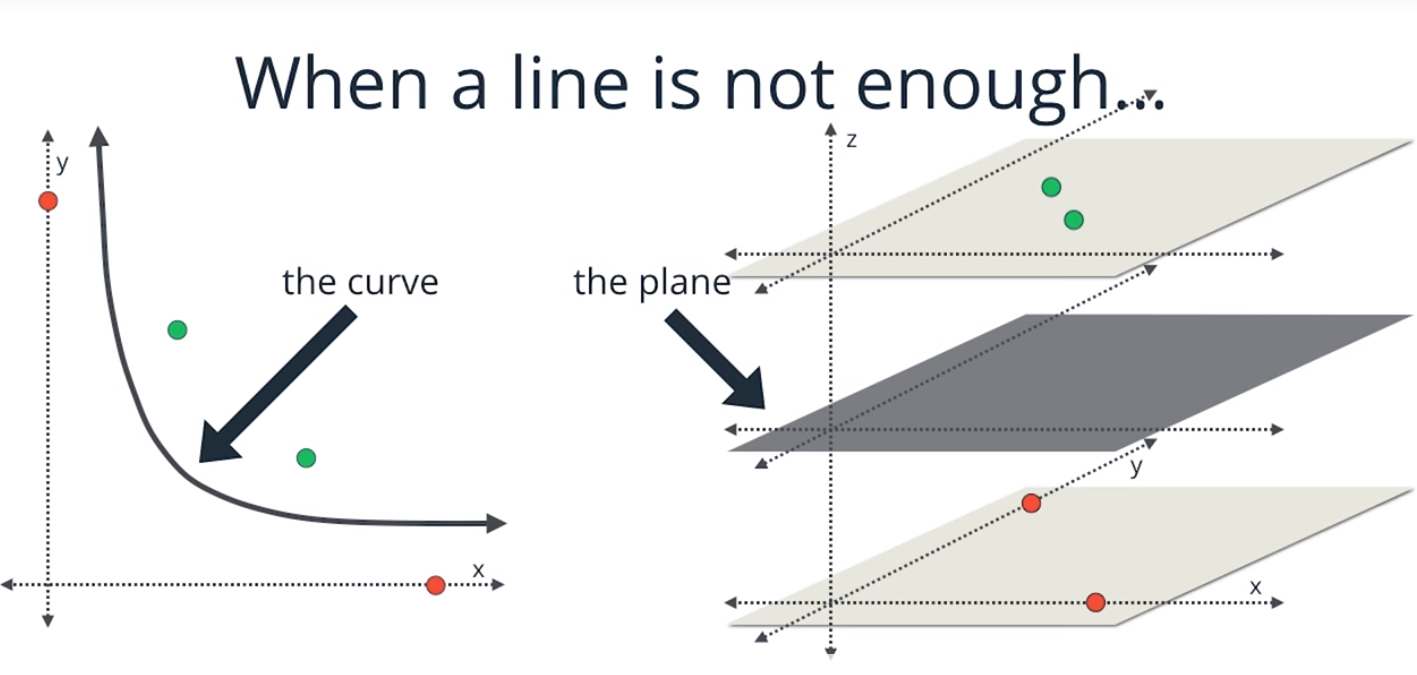 When a line is not enough...
y
z
the curve
the plane
y
x
x